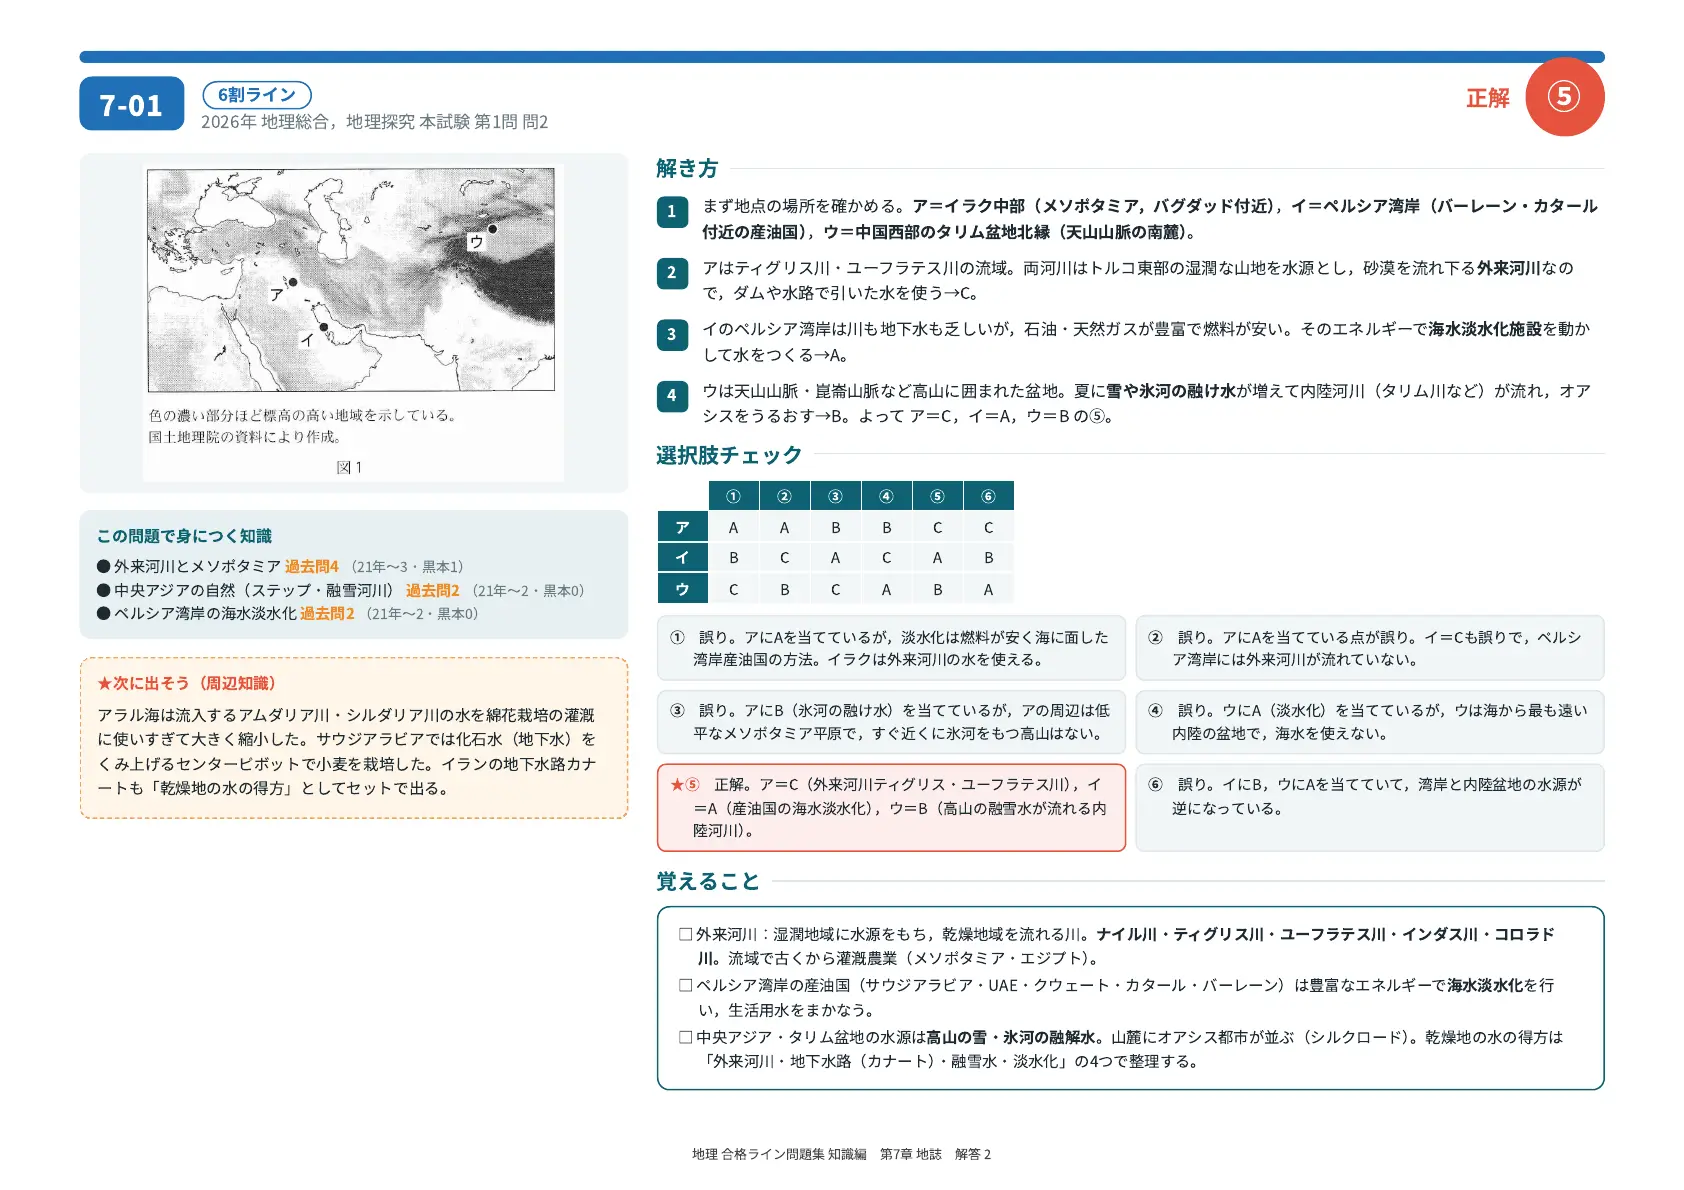 7-01
6割ライン
2026年 地理総合，地理探究 本試験 第1問 問2
正解 ⑤
ア
イ
ウ
色の濃い部分ほど標高の高い地域を示している。
国土地理院の資料により作成。
図 1
この問題で身につく知識
● 外来河川とメソポタミア 過去問4 （21年〜3・黒本1）
● 中央アジアの自然（ステップ・融雪河川） 過去問2 （21年〜2・黒本0）
● ペルシア湾岸の海水淡水化 過去問2 （21年〜2・黒本0）
★次に出そう（周辺知識）
アラル海は流入するアムダリア川・シルダリア川の水を綿花栽培の灌漑
に使いすぎて大きく縮小した。サウジアラビアでは化石水（地下水）を
くみ上げるセンターピボットで小麦を栽培した。イランの地下水路カナ
ートも「乾燥地の水の得方」としてセットで出る。
解き方
1 まず地点の場所を確かめる。ア＝イラク中部（メソポタミア，バグダッド付近），イ＝ペルシア湾岸（バーレーン・カタール
付近の産油国），ウ＝中国西部のタリム盆地北縁（天山山脈の南麓）。
2 アはティグリス川・ユーフラテス川の流域。両河川はトルコ東部の湿潤な山地を水源とし，砂漠を流れ下る外来河川なの
で，ダムや水路で引いた水を使う→C。
3 イのペルシア湾岸は川も地下水も乏しいが，石油・天然ガスが豊富で燃料が安い。そのエネルギーで海水淡水化施設を動か
して水をつくる→A。
4 ウは天山山脈・崑崙山脈など高山に囲まれた盆地。夏に雪や氷河の融け水が増えて内陸河川（タリム川など）が流れ，オア
シスをうるおす→B。よって ア＝C，イ＝A，ウ＝B の⑤。
選択肢チェック
① ② ③ ④ ⑤ ⑥
ア A A B B C C
イ B C A C A B
ウ C B C A B A
① 誤り。アにAを当てているが，淡水化は燃料が安く海に面した
湾岸産油国の方法。イラクは外来河川の水を使える。
② 誤り。アにAを当てている点が誤り。イ＝Cも誤りで，ペルシ
ア湾岸には外来河川が流れていない。
③ 誤り。アにB（氷河の融け水）を当てているが，アの周辺は低
平なメソポタミア平原で，すぐ近くに氷河をもつ高山はない。
④ 誤り。ウにA（淡水化）を当てているが，ウは海から最も遠い
内陸の盆地で，海水を使えない。
★⑤ 正解。ア＝C（外来河川ティグリス・ユーフラテス川），イ
＝A（産油国の海水淡水化），ウ＝B（高山の融雪水が流れる内
陸河川）。
⑥ 誤り。イにB，ウにAを当てていて，湾岸と内陸盆地の水源が
逆になっている。
覚えること
□ 外来河川：湿潤地域に水源をもち，乾燥地域を流れる川。ナイル川・ティグリス川・ユーフラテス川・インダス川・コロラド
川。流域で古くから灌漑農業（メソポタミア・エジプト）。
□ ペルシア湾岸の産油国（サウジアラビア・UAE・クウェート・カタール・バーレーン）は豊富なエネルギーで海水淡水化を行
い，生活用水をまかなう。
□ 中央アジア・タリム盆地の水源は高山の雪・氷河の融解水。山麓にオアシス都市が並ぶ（シルクロード）。乾燥地の水の得方は
「外来河川・地下水路（カナート）・融雪水・淡水化」の4つで整理する。
地理 合格ライン問題集 知識編 第7章 地誌 解答 2